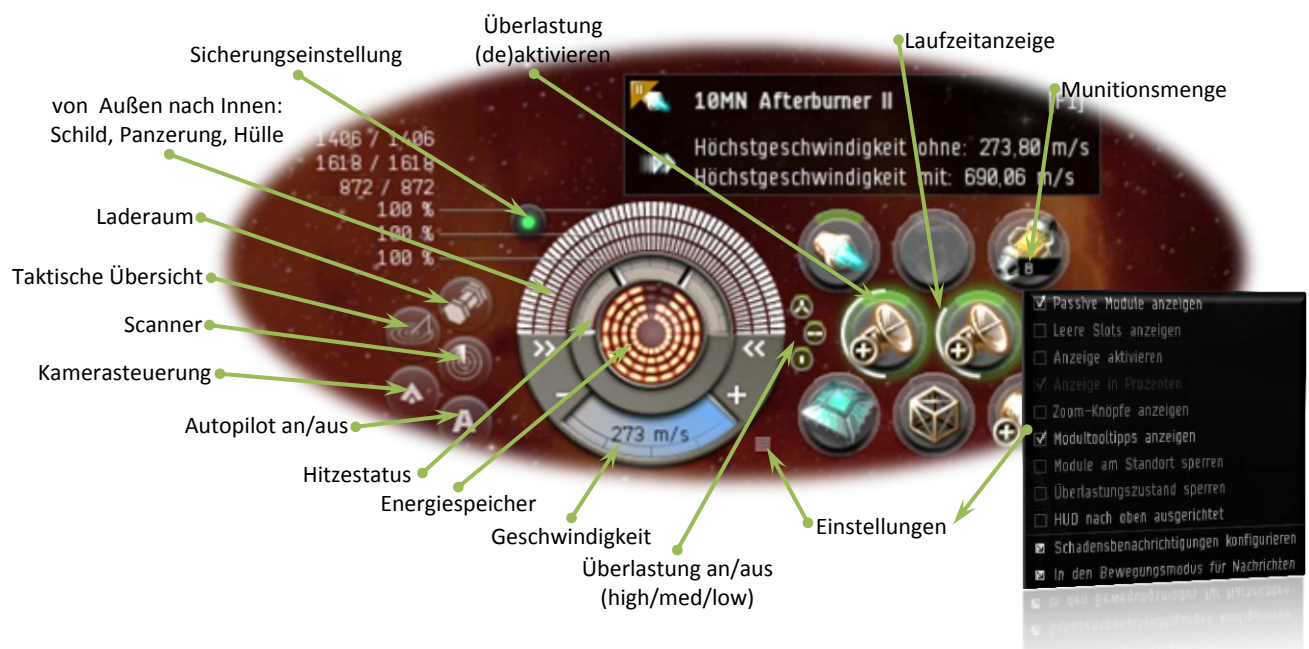 Überlastung
(de)aktivieren
Laufzeitanzeige
Sicherungseinstellung
Munitionsmenge
von Außen nach Innen:
Schild, Panzerung, Hülle
10MN Afterburner II
Höchstgeschwindigkeit ohne: 273,80 m/s
Höchstgeschwindigkeit mit: 690,06 m/s
1406 / 1406
1618 / 1618
872 / 872
100 %
100 %
100 %
Laderaum
Taktische Übersicht
Scanner
Kamerasteuerung
Autopilot an/aus
A
8
273 m/s
Hitzestatus
Energiespeicher
Geschwindigkeit
Überlastung an/aus
(high/med/low)
Einstellungen
Passive Module anzeigen
Leere Slots anzeigen
Anzeige aktivieren
Anzeige in Prozenten
Zoom-Knöpfe anzeigen
Modultooltipps anzeigen
Module am Standort sperren
Überlastungszustand sperren
HUD nach oben ausgerichtet
Schadensbenachrichtigungen konfigurieren
In den Bewegungsmodus für Nachrichten